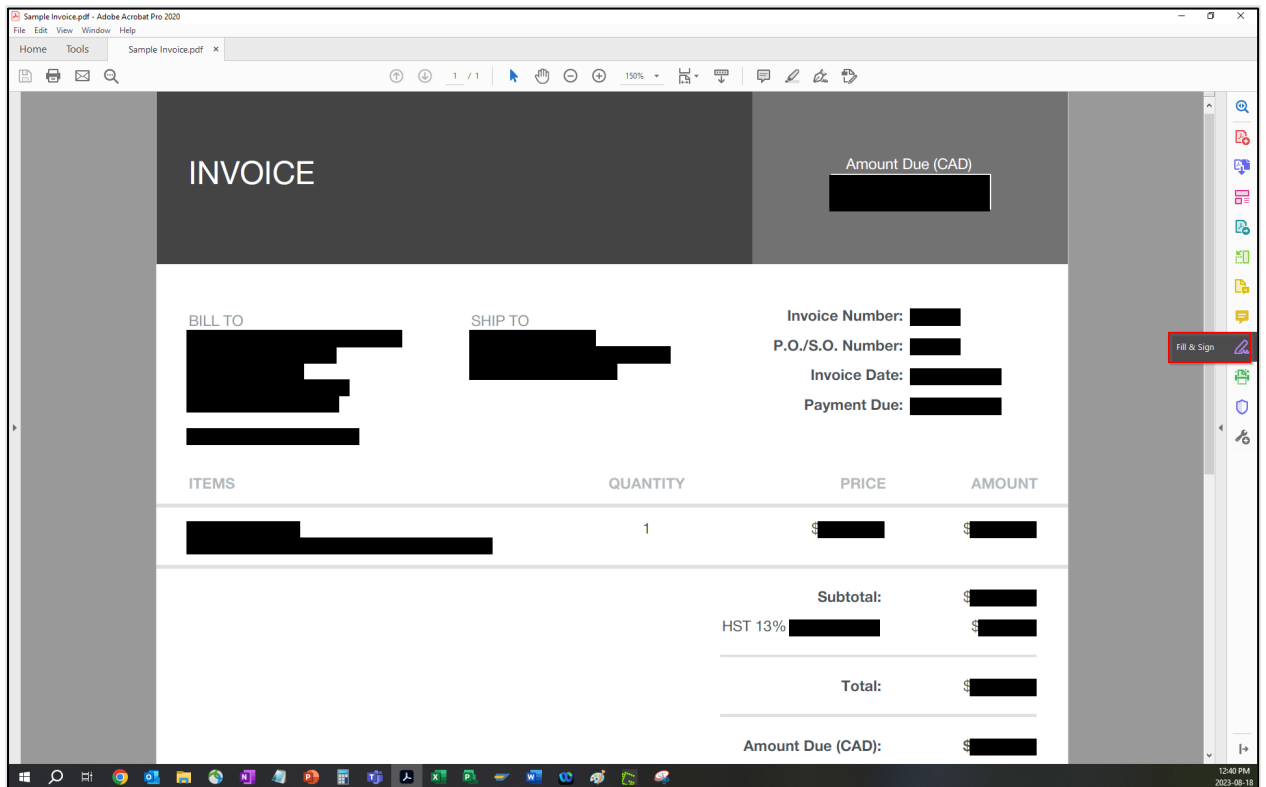 Sample Invoice.pdf - Adobe Acrobat Pro 2020
File Edit View Window Help
Home Tools Sample Invoice.pdf ×
1 / 1 150%
INVOICE
Amount Due (CAD)
BILL TO
SHIP TO
Invoice Number:
P.O./S.O. Number:
Invoice Date:
Payment Due:
Fill & Sign
ITEMS QUANTITY PRICE AMOUNT
1 $ $
Subtotal: $
HST 13% $
Total: $
Amount Due (CAD): $
12:40 PM
2023-08-18